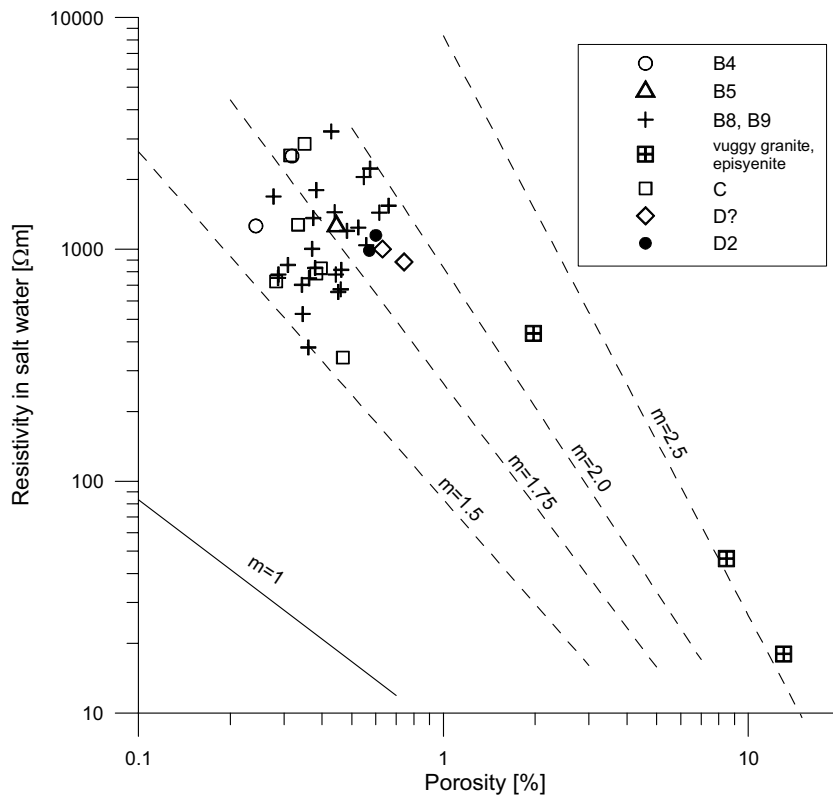 10000
1000
100
10
Resistivity in salt water [Ωm]
0.1
1
10
Porosity [%]
B4
B5
B8, B9
vuggy granite,
episyenite
C
D?
D2
m=1
m=1.5
m=1.75
m=2.0
m=2.5